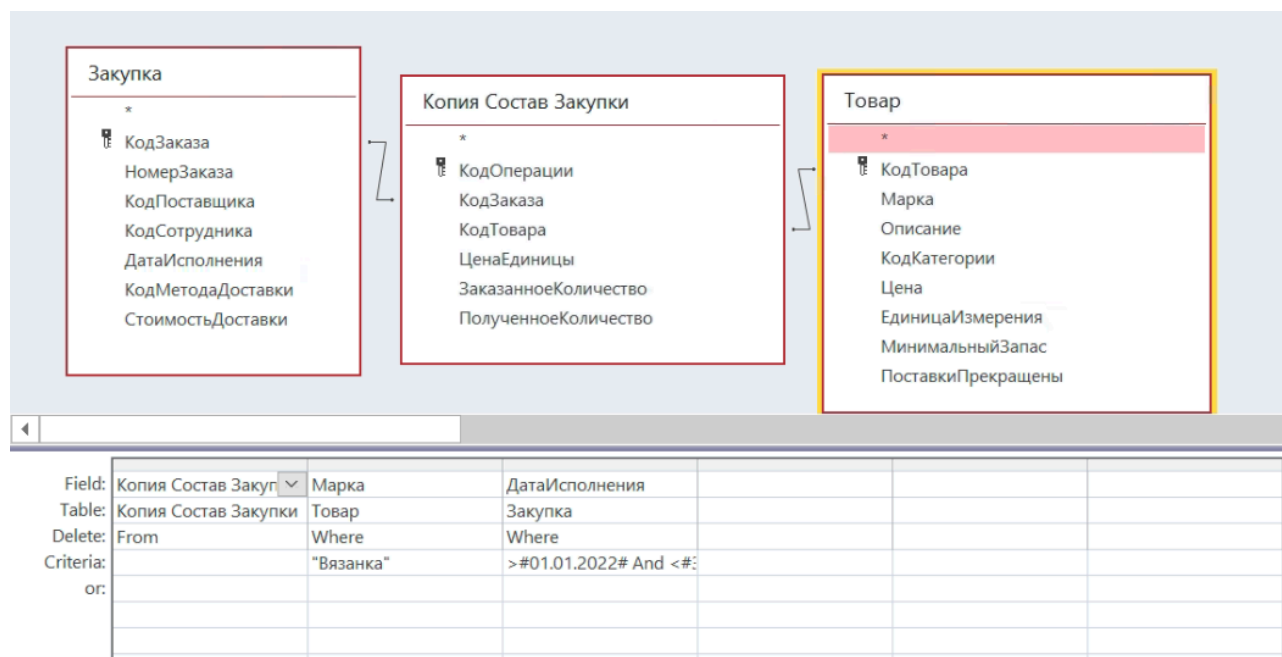 Закупка
*
КодЗаказа
НомерЗаказа
КодПоставщика
КодСотрудника
ДатаИсполнения
КодМетодаДоставки
СтоимостьДоставки
Копия Состав Закупки
*
КодОперации
КодЗаказа
КодТовара
ЦенаЕдиницы
ЗаказанноеКоличество
ПолученноеКоличество
Товар
*
КодТовара
Марка
Описание
КодКатегории
Цена
ЕдиницаИзмерения
МинимальныйЗапас
ПоставкиПрекращены
Field: Копия Состав Закуп Марка ДатаИсполнения
Table: Копия Состав Закупки Товар Закупка
Delete: From Where Where
Criteria: "Вязанка" >#01.01.2022# And <#
or: